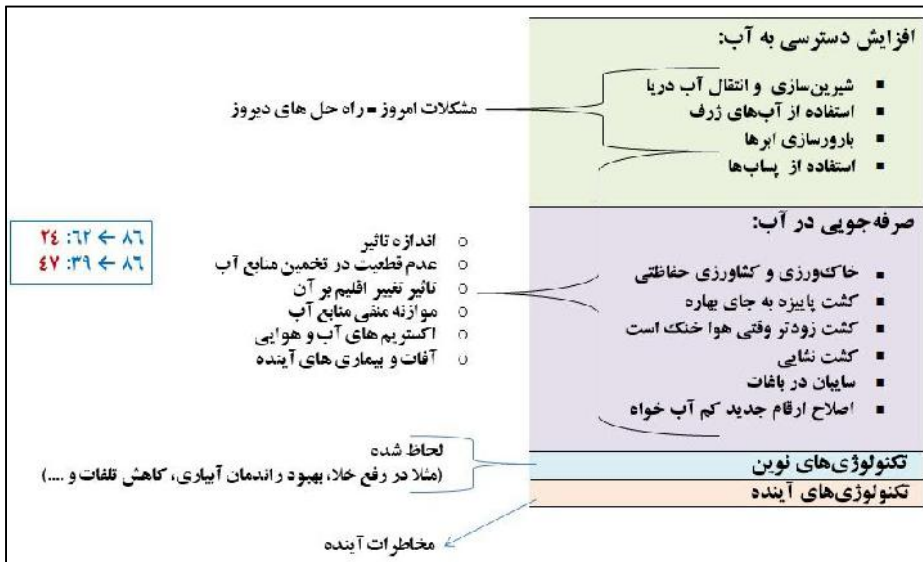 افزایش دسترسی به آب:
▪ شیرین‌سازی و انتقال آب دریا
▪ استفاده از آب‌های ژرف
▪ بارورسازی ابرها
▪ استفاده از پساب‌ها
مشکلات امروز = راه حل های دیروز
صرفه‌جویی در آب:
▪ خاک‌ورزی و کشاورزی حفاظتی
▪ کشت پاییزه به جای بهاره
▪ کشت زودتر وقتی هوا خنک است
▪ کشت نشایی
▪ سایبان در باغات
▪ اصلاح ارقام جدید کم آب خواه
○ اندازه تاثیر
○ عدم قطعیت در تخمین منابع آب
○ تاثیر تغییر اقلیم بر آن
○ موازنه منفی منابع آب
○ اکستریم های آب و هوایی
○ آفات و بیماری های آینده
۸۶ ← ۶۲: ۲۴
۸۶ ← ۳۹: ۴۷
تکنولوژی‌های نوین
لحاظ شده
(مثلا در رفع خلا، بهبود راندمان آبیاری، کاهش تلفات و ....)
تکنولوژی‌های آینده
مخاطرات آینده